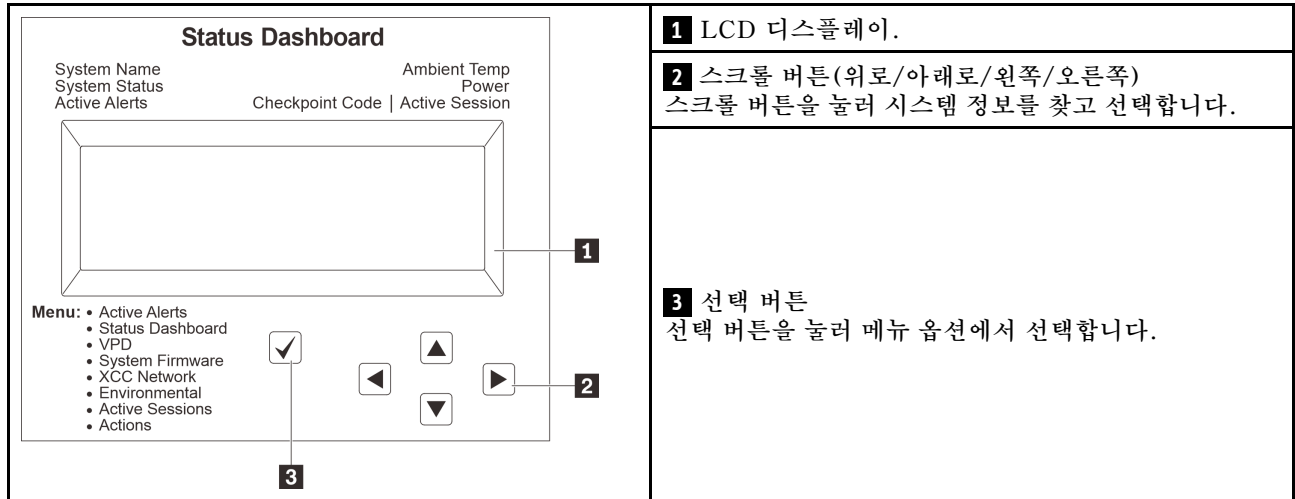 Status Dashboard
System Name
System Status
Active Alerts
Ambient Temp
Power
Checkpoint Code | Active Session
1
Menu: • Active Alerts
• Status Dashboard
• VPD
• System Firmware
• XCC Network
• Environmental
• Active Sessions
• Actions
2
3
1 LCD 디스플레이.
2 스크롤 버튼(위로/아래로/왼쪽/오른쪽)
스크롤 버튼을 눌러 시스템 정보를 찾고 선택합니다.
3 선택 버튼
선택 버튼을 눌러 메뉴 옵션에서 선택합니다.